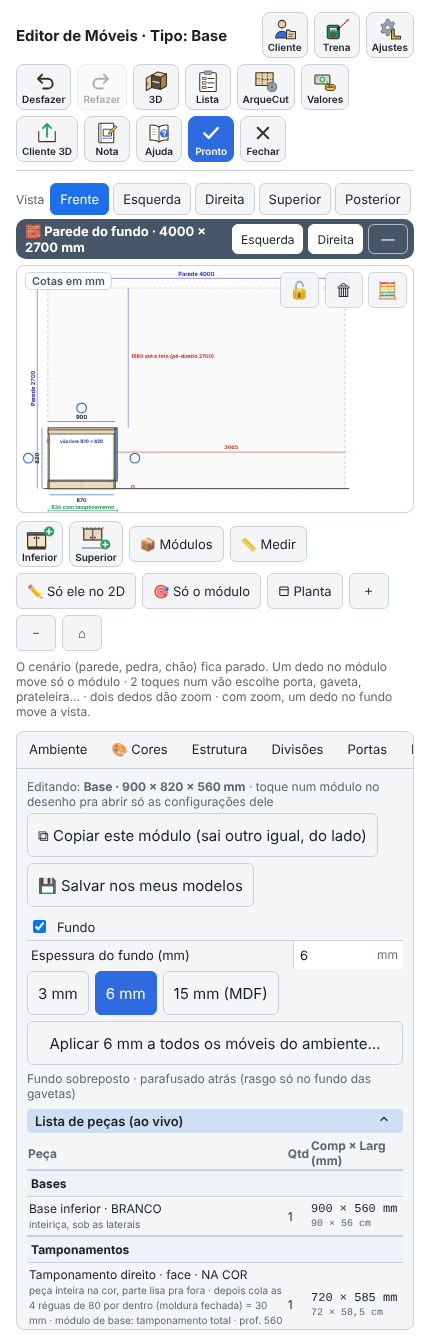 Editor de Móveis · Tipo: Base
Cliente
Trena
Ajustes
Desfazer
Refazer
3D
Lista
ArqueCut
Valores
Cliente 3D
Nota
Ajuda
Pronto
Fechar
Vista
Frente
Esquerda
Direita
Superior
Posterior
🧱 Parede do fundo · 4000 ×
2700 mm
Esquerda
Direita
—
Cotas em mm
Parede 4000
Parede 2700
1880 até o teto (pé-direito 2700)
900
vão livre 870 × 620
820
3065
0
870
930 com tamponamento
Inferior
Superior
📦 Módulos
📏 Medir
✏️ Só ele no 2D
🎯 Só o módulo
Planta
+
−
⌂
O cenário (parede, pedra, chão) fica parado. Um dedo no módulo
move só o módulo · 2 toques num vão escolhe porta, gaveta,
prateleira... · dois dedos dão zoom · com zoom, um dedo no fundo
move a vista.
Ambiente
🎨 Cores
Estrutura
Divisões
Portas
Editando: Base · 900 × 820 × 560 mm · toque num módulo no
desenho pra abrir só as configurações dele
⧉ Copiar este módulo (sai outro igual, do lado)
💾 Salvar nos meus modelos
Fundo
Espessura do fundo (mm)
6
mm
3 mm
6 mm
15 mm (MDF)
Aplicar 6 mm a todos os móveis do ambiente...
Fundo sobreposto · parafusado atrás (rasgo só no fundo das
gavetas)
Lista de peças (ao vivo)
Peça
Qtd
Comp × Larg
(mm)
Bases
Base inferior · BRANCO
inteiriça, sob as laterais
1
900 × 560 mm
90 × 56 cm
Tamponamentos
Tamponamento direito · face · NA COR
peça inteira na cor, parte lisa pra fora · depois cola as
4 réguas de 80 por dentro (moldura fechada) = 30
mm · módulo de base: tamponamento total · prof. 560
1
720 × 585 mm
72 × 58,5 cm